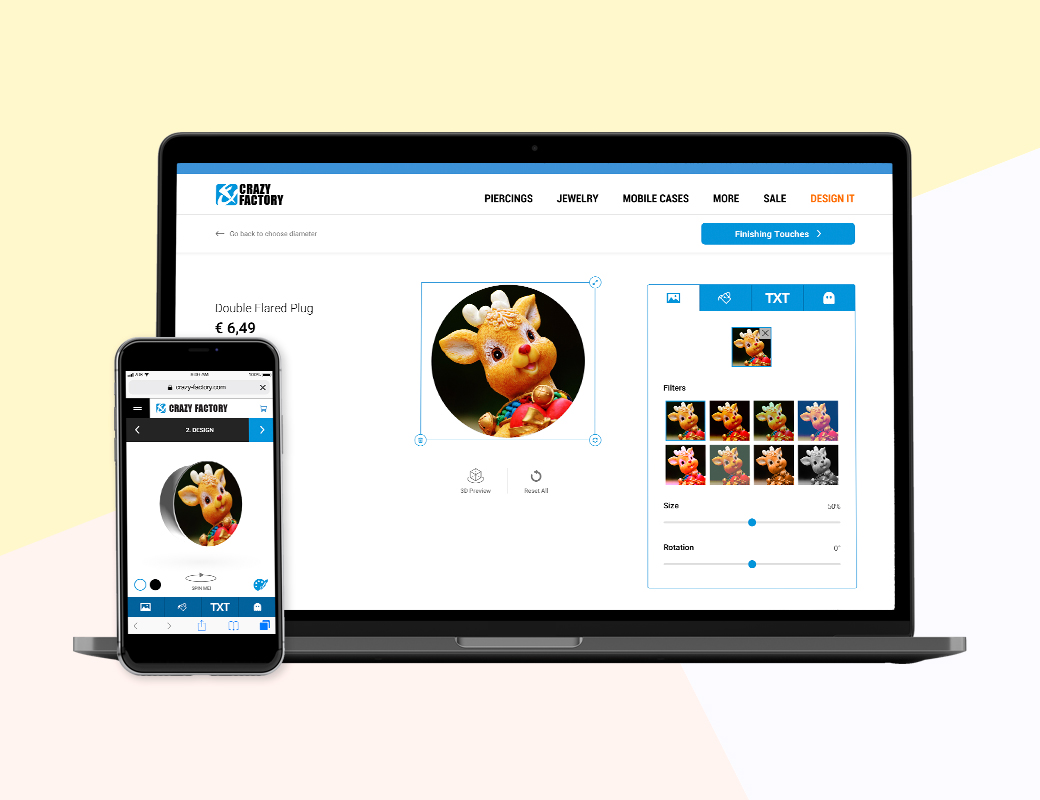 CRAZY
FACTORY
PIERCINGS
JEWELRY
MOBILE CASES
MORE
SALE
DESIGN IT
Go back to choose diameter
Finishing Touches
Double Flared Plug
€ 6,49
TXT
Filters
Size
50%
Rotation
0°
3D Preview
Reset All
100%
crazy-factory.com
CRAZY FACTORY
2. DESIGN
SPIN ME!
TXT